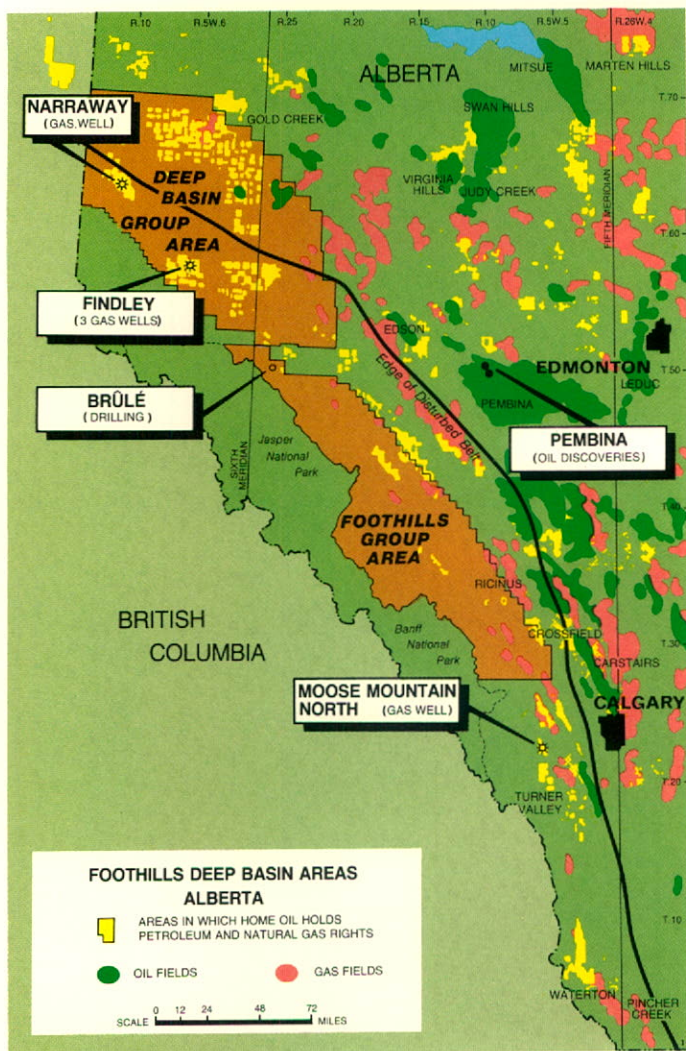 R.20
R.10
R.5W.6
R.25
R.20
R.15
R.10
R.5W.5
R.26W.4
ALBERTA
MITSUE
MARTEN HILLS
T.70
NARRAWAY
(GAS WELL)
GOLD CREEK
SWAN HILLS
DEEP
BASIN
GROUP
AREA
VIRGINIA
HILLS
JUDY CREEK
FIFTH MERIDIAN
T.60
FINDLEY
(3 GAS WELLS)
EDSON
EDMONTON
LEDUC
T.50
BRÛLÉ
(DRILLING)
Edge of Disturbed Belt
PEMBINA
PEMBINA
(OIL DISCOVERIES)
SIXTH
MERIDIAN
Jasper
National
Park
T.40
FOOTHILLS
GROUP
AREA
RICINUS
BRITISH
COLUMBIA
Banff
National
Park
CROSSFIELD
T.30
CARSTAIRS
MOOSE MOUNTAIN
NORTH (GAS WELL)
CALGARY
T.20
TURNER
VALLEY
FOOTHILLS DEEP BASIN AREAS
ALBERTA
AREAS IN WHICH HOME OIL HOLDS
PETROLEUM AND NATURAL GAS RIGHTS
OIL FIELDS
GAS FIELDS
T.10
WATERTON
PINCHER
CREEK
0 12 24 48 72
SCALE MILES
1